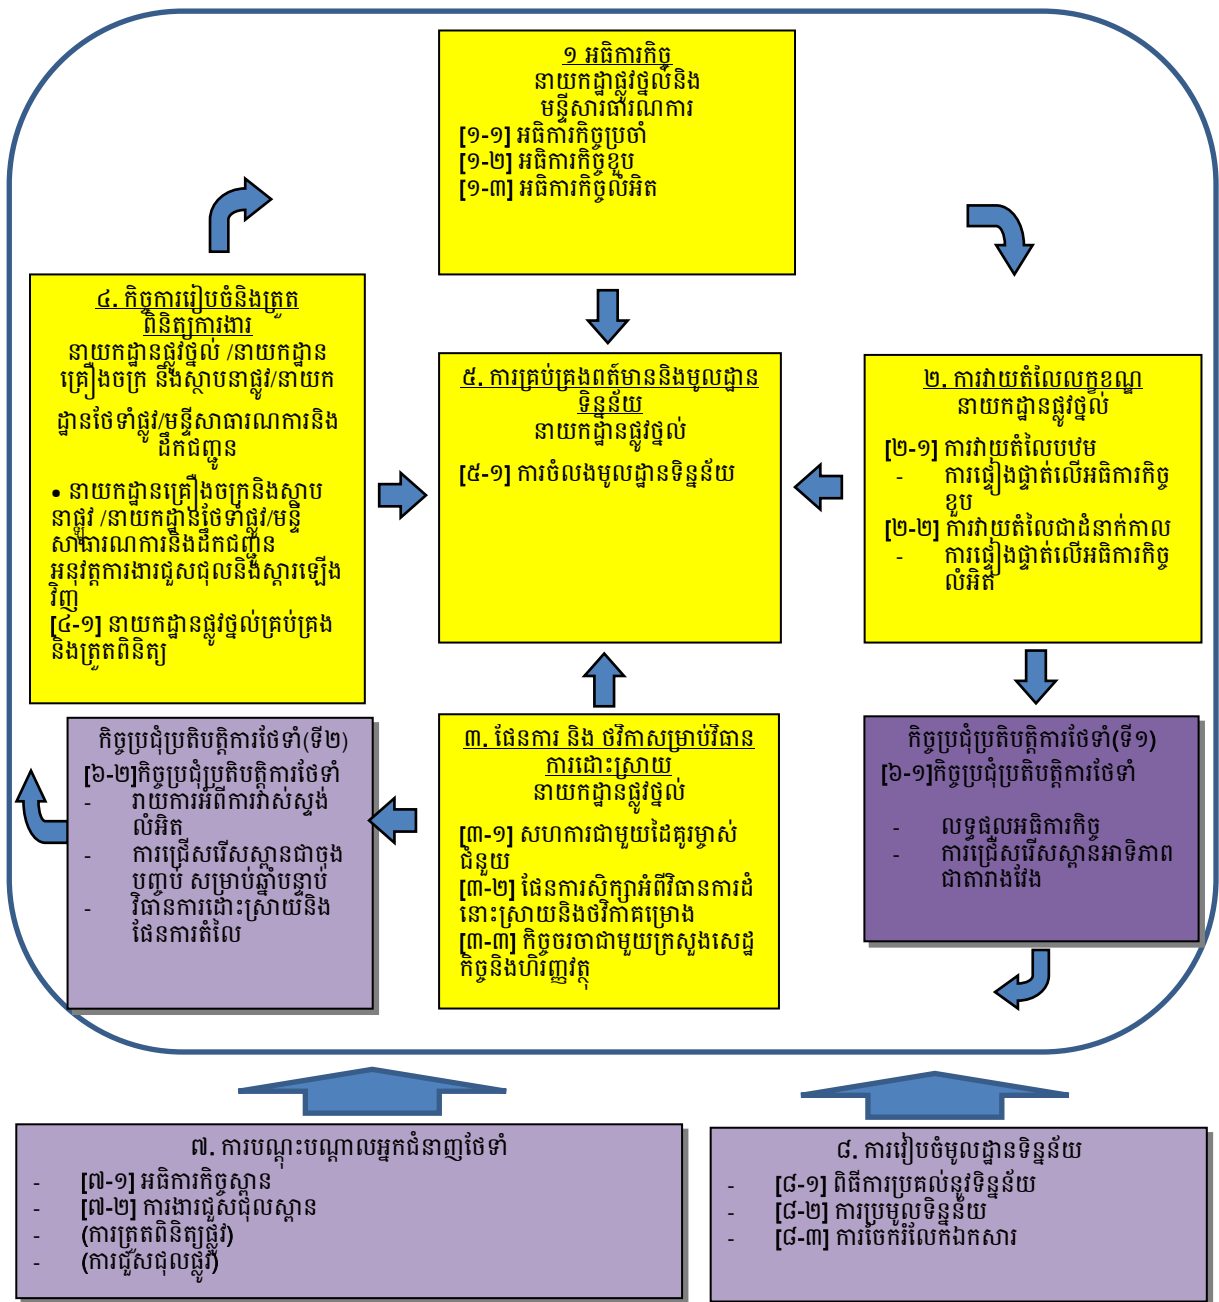 ១ អធិការកិច្ច
នាយកដ្ឋាផ្លូវថ្នល់និង
មន្ទីសារធារណការ
[១-១] អធិការកិច្ចប្រចាំ
[១-២] អធិការកិច្ចខួប
[១-៣] អធិការកិច្ចលំអិត
៤. កិច្ចការរៀបចំនិងត្រួត
ពិនិត្យការងារ
នាយកដ្ឋានផ្លូវថ្នល់ /នាយកដ្ឋាន
គ្រឿងចក្រ និងស្ថាបនាផ្លូវ/នាយក
ដ្ឋានថែទាំផ្លូវ/មន្ទីសាធារណការនិង
ដឹកជញ្ជូន
• នាយកដ្ឋានគ្រឿងចក្រនិងស្ថាប
នាផ្លូវ /នាយកដ្ឋានថែទាំផ្លូវ/មន្ទី
សាធារណការនិងដឹកជញ្ជូន
អនុវត្តការងារជួសជុលនិងស្តារឡើង
វិញ
[៤-១] នាយកដ្ឋានផ្លូវថ្នល់គ្រប់គ្រង
និងត្រួតពិនិត្យ
៥. ការគ្រប់គ្រងពត៍មាននិងមូលដ្ឋាន
ទិន្នន័យ
នាយកដ្ឋានផ្លូវថ្នល់
[៥-១] ការចំលងមូលដ្ឋានទិន្នន័យ
២. ការវាយតំលៃលក្ខខណ្ឌ
នាយកដ្ឋានផ្លូវថ្នល់
[២-១] ការវាយតំលៃបឋម
- ការផ្ទៀងផ្ទាត់លើអធិការកិច្ច
ខួប
[២-២] ការវាយតំលៃជាដំនាក់កាល
- ការផ្ទៀងផ្ទាត់លើអធិការកិច្ច
លំអិត
កិច្ចប្រជុំប្រតិបត្តិការថែទាំ(ទី២)
[៦-២]កិច្ចប្រជុំប្រតិបត្តិការថែទាំ
- រាយការអំពីការវាស់ស្ទង់
លំអិត
- ការជ្រើសរើសស្ពានជាចុង
បញ្ចប់ សម្រាប់ឆ្នាំបន្ទាប់
- វិធានការដោះស្រាយនិង
ផែនការតំលៃ
៣. ផែនការ និង ថវិកាសម្រាប់វិធាន
ការដោះស្រាយ
នាយកដ្ឋានផ្លូវថ្នល់
[៣-១] សហការជាមួយដៃគូរម្ចាស់
ជំនួយ
[៣-២] ផែនការសិក្សាអំពីវិធានការដំ
នោះស្រាយនិងថវិកាគម្រោង
[៣-៣] កិច្ចចរចាជាមួយក្រសួងសេដ្ឋ
កិច្ចនិងហិរញ្ញវត្ថុ
កិច្ចប្រជុំប្រតិបត្តិការថែទាំ(ទី១)
[៦-១]កិច្ចប្រជុំប្រតិបត្តិការថែទាំ
- លទ្ធផលអធិការកិច្ច
- ការជ្រើសរើសស្ពានអាទិភាព
ជាតារាងវែង
៧. ការបណ្តុះបណ្តាលអ្នកជំនាញថែទាំ
- [៧-១] អធិការកិច្ចស្ពាន
- [៧-២] ការងារជួសជុលស្ពាន
- (ការត្រួតពិនិត្យផ្លូវ)
- (ការជួសជុលផ្លូវ)
៨. ការរៀបចំមូលដ្ឋានទិន្នន័យ
- [៨-១] ពិធីការប្រគល់នូវទិន្នន័យ
- [៨-២] ការប្រមូលទិន្នន័យ
- [៨-៣] ការចែករំលែកឯកសារ